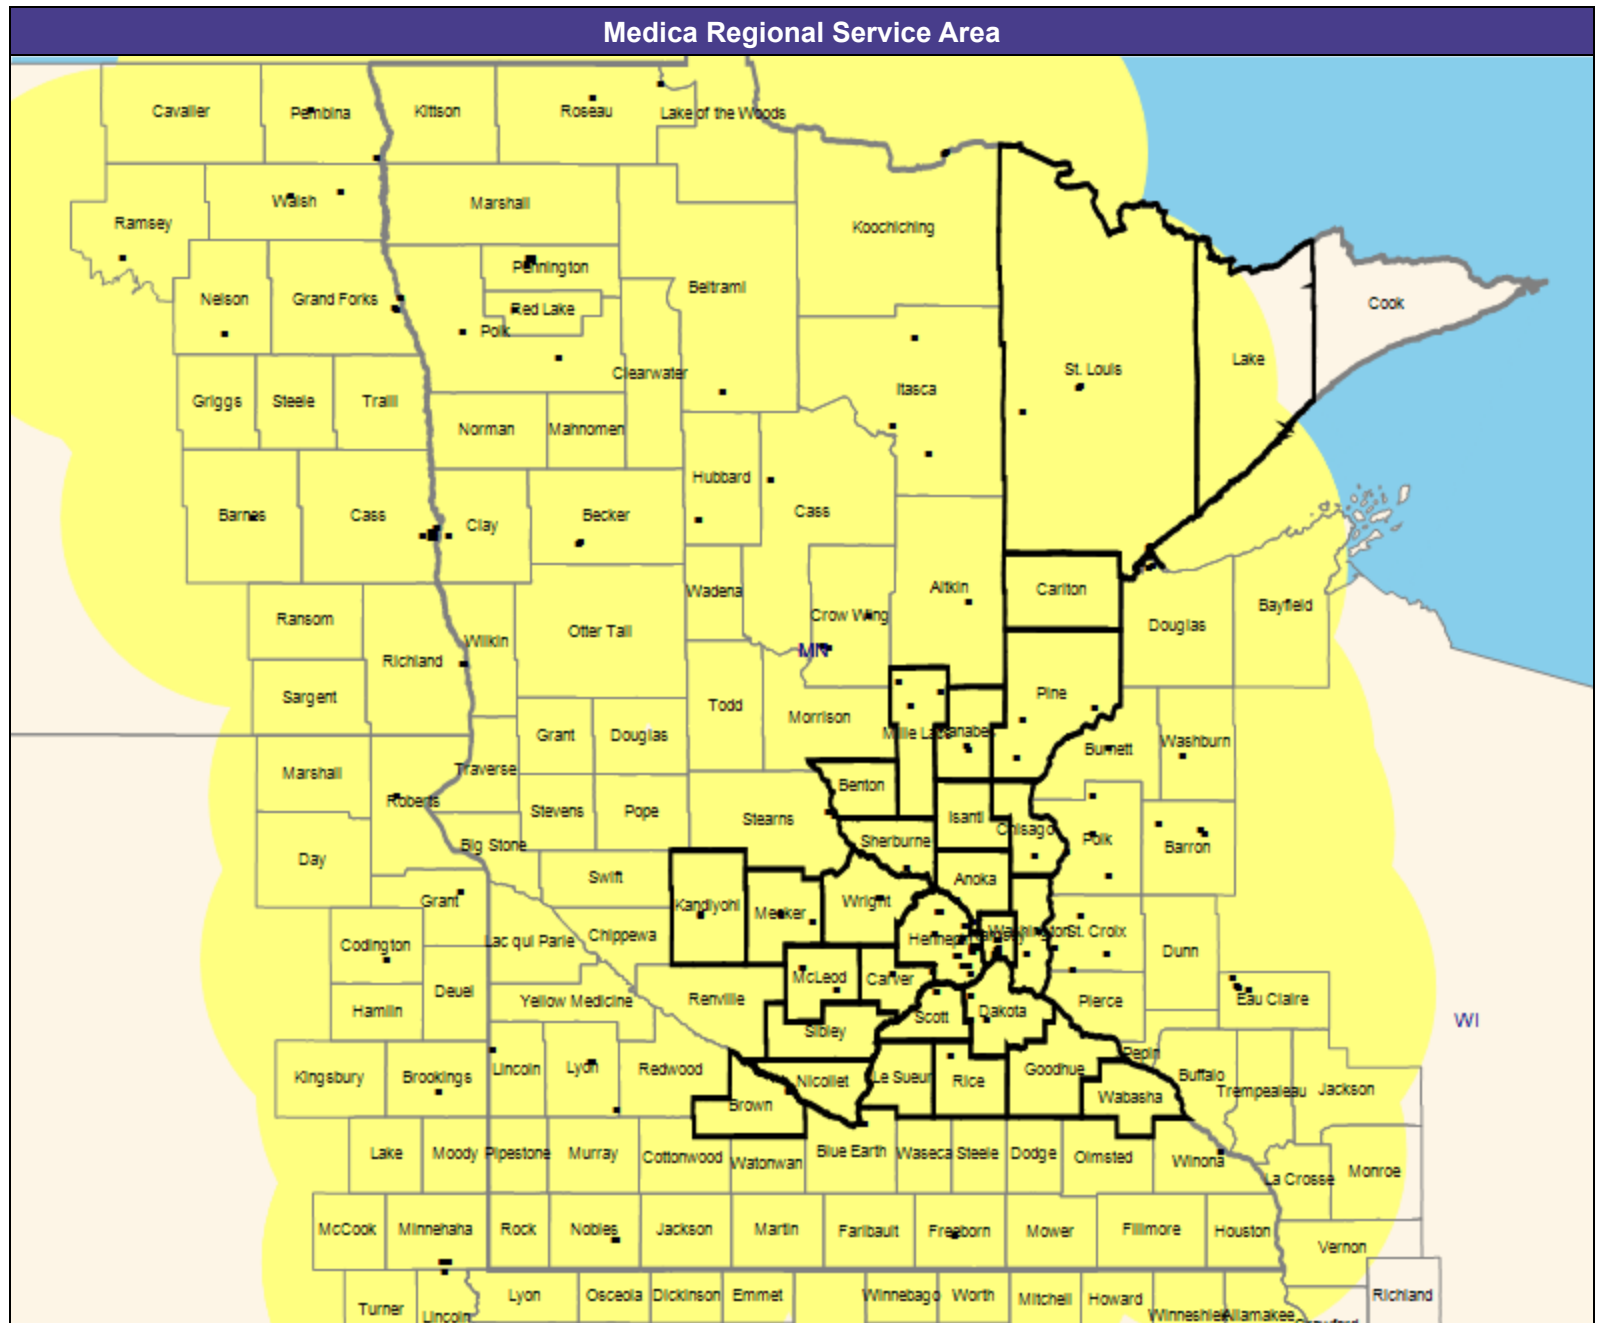 Medica Regional Service Area
Cavalier
Pembina
Kittson
Roseau
Lake of the Woods
Walsh
Marshall
Ramsey
Koochiching
Pennington
Beltrami
Nelson
Grand Forks
Red Lake
Polk
Cook
Lake
St. Louis
Clearwater
Itasca
Griggs
Steele
Traill
Norman
Mahnomen
Hubbard
Cass
Barnes
Cass
Clay
Becker
Wadena
Aitkin
Carlton
Crow Wing
Bayfield
Ransom
Otter Tail
Wilkin
Douglas
MN
Richland
Sargent
Todd
Morrison
Pine
Grant
Douglas
Mille Lacs
Kanabec
Burnett
Washburn
Marshall
Traverse
Roberts
Benton
Stevens
Pope
Stearns
Isanti
Chisago
Sherburne
Polk
Barron
Big Stone
Day
Swift
Anoka
Grant
Kandiyohi
Meeker
Wright
Codington
Lac qui Parle
Chippewa
Hennepin
Ramsey
Washington
St. Croix
Dunn
McLeod
Carver
Deuel
Yellow Medicine
Renville
Pierce
Eau Claire
Hamlin
Scott
Dakota
WI
Sibley
Pepin
Kingsbury
Brookings
Lincoln
Lyon
Redwood
Nicollet
Le Sueur
Rice
Goodhue
Buffalo
Trempealeau
Jackson
Brown
Wabasha
Lake
Moody
Pipestone
Murray
Cottonwood
Watonwan
Blue Earth
Waseca
Steele
Dodge
Olmsted
Winona
La Crosse
Monroe
McCook
Minnehaha
Rock
Nobles
Jackson
Martin
Faribault
Freeborn
Mower
Fillmore
Houston
Vernon
Turner
Lincoln
Lyon
Osceola
Dickinson
Emmet
Winnebago
Worth
Mitchell
Howard
Winneshiek
Allamakee
Crawford
Richland